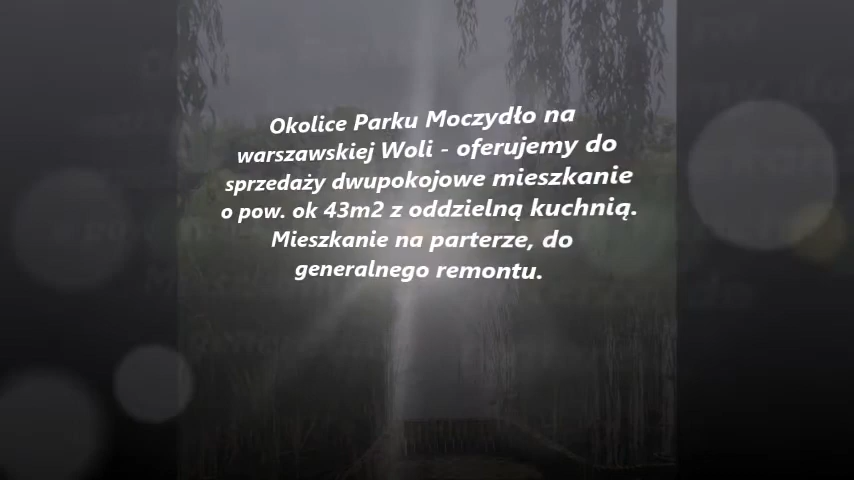 Okolice Parku Moczydło na
warszawskiej Woli - oferujemy do
sprzedaży dwupokojowe mieszkanie
o pow. ok 43m2 z oddzielną kuchnią.
Mieszkanie na parterze, do
generalnego remontu.